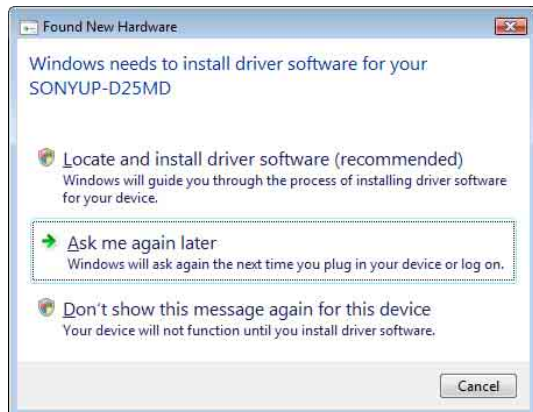 Found New Hardware
Windows needs to install driver software for your
SONYUP-D25MD
Locate and install driver software (recommended)
Windows will guide you through the process of installing driver software
for your device.
Ask me again later
Windows will ask again the next time you plug in your device or log on.
Don't show this message again for this device
Your device will not function until you install driver software.
Cancel